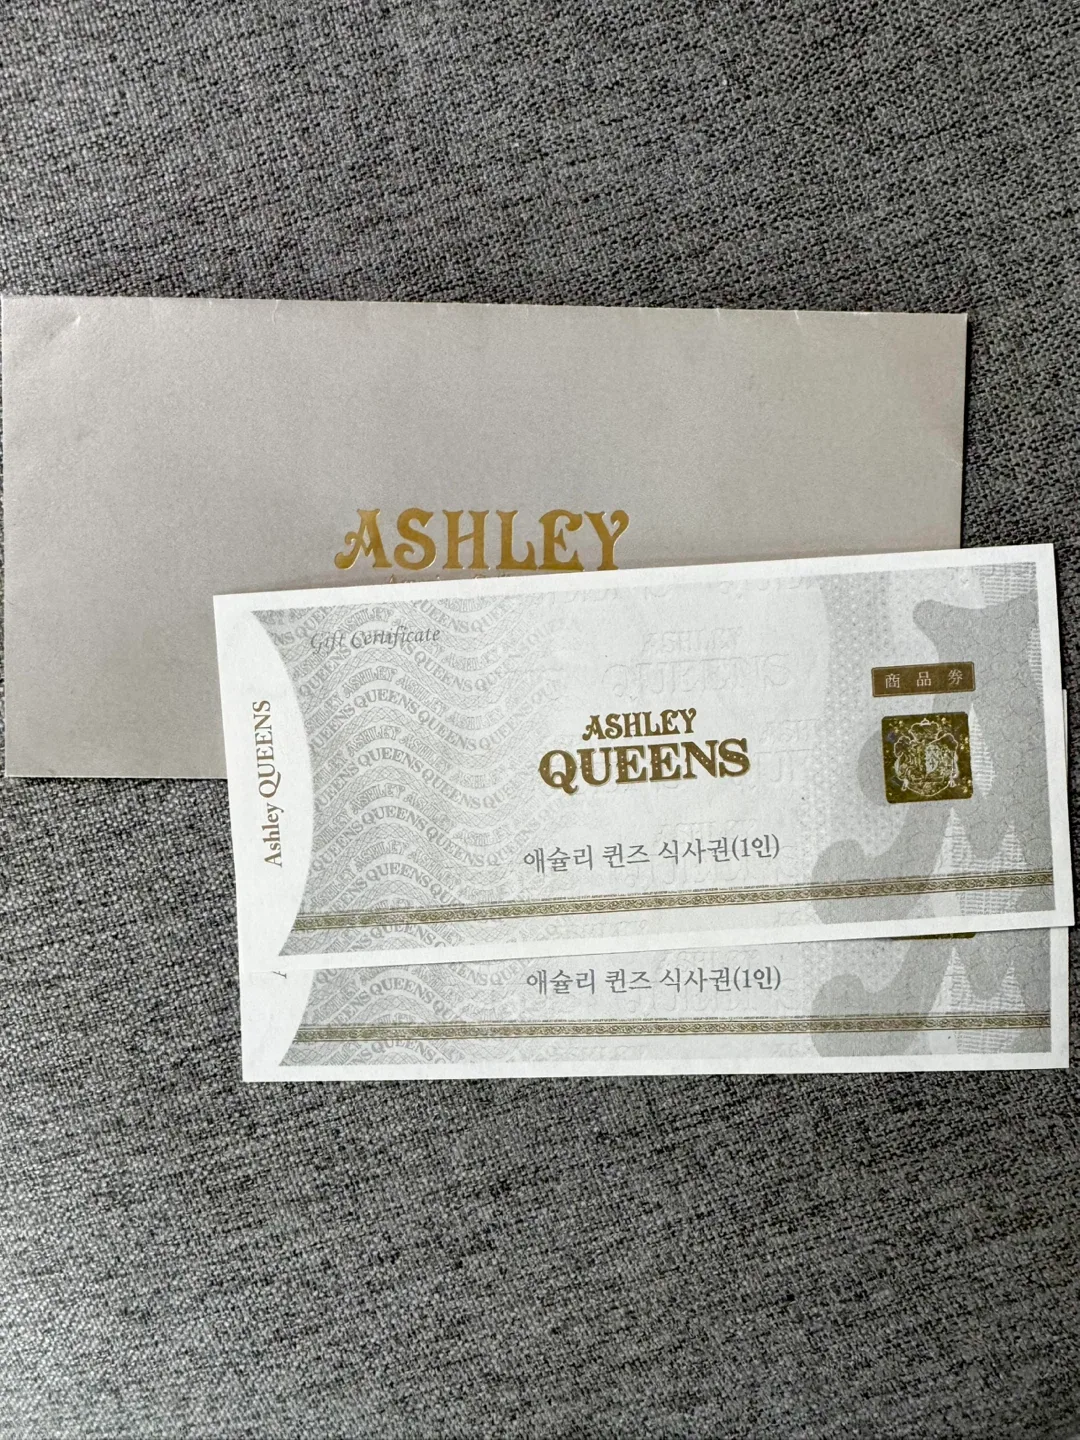 ASHLEY
Gift Certificate
商品券
Ashley QUEENS
ASHLEY
QUEENS
애슐리 퀸즈 식사권(1인)
애슐리 퀸즈 식사권(1인)